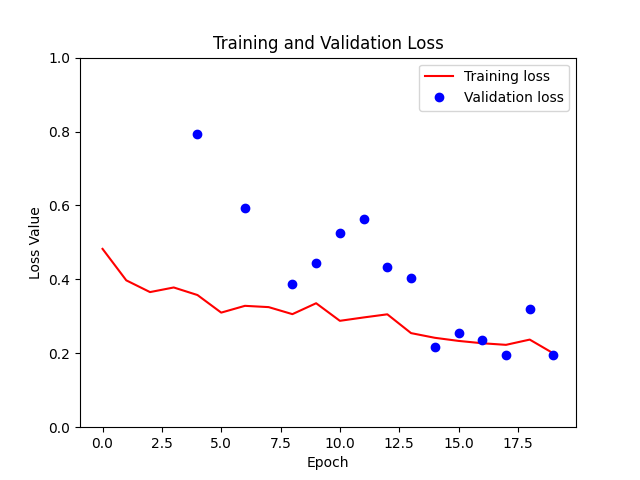 Training and Validation Loss
Training loss
Validation loss
1.0
0.8
0.6
0.4
0.2
0.0
Loss Value
0.0 2.5 5.0 7.5 10.0 12.5 15.0 17.5
Epoch